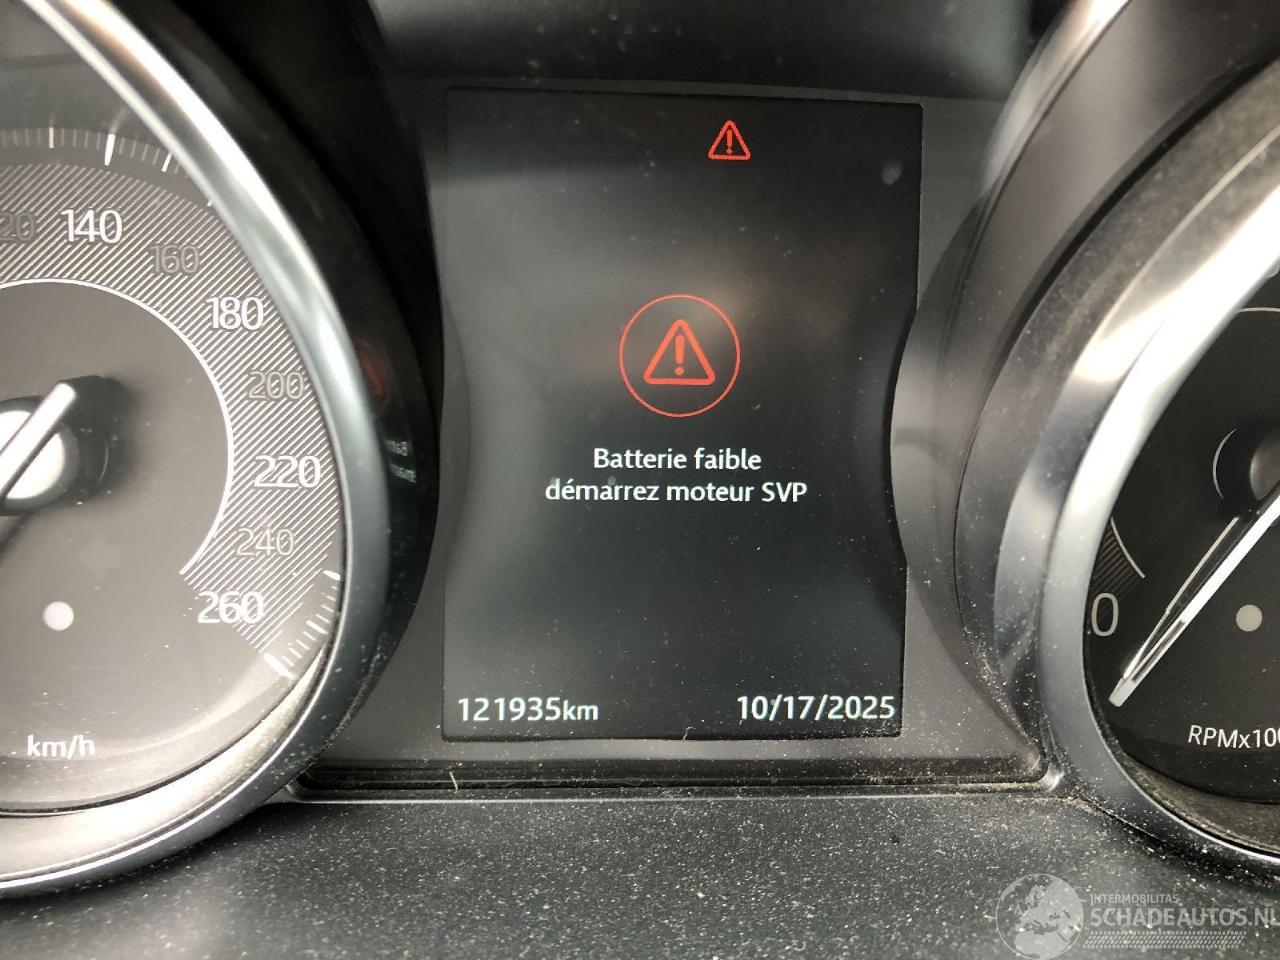 140
160
180
200
220
240
260
km/h
Batterie faible
démarrez moteur SVP
121935km
10/17/2025
0
RPMx100
INTERMOBILITAS
SCHADEAUTOS.NL